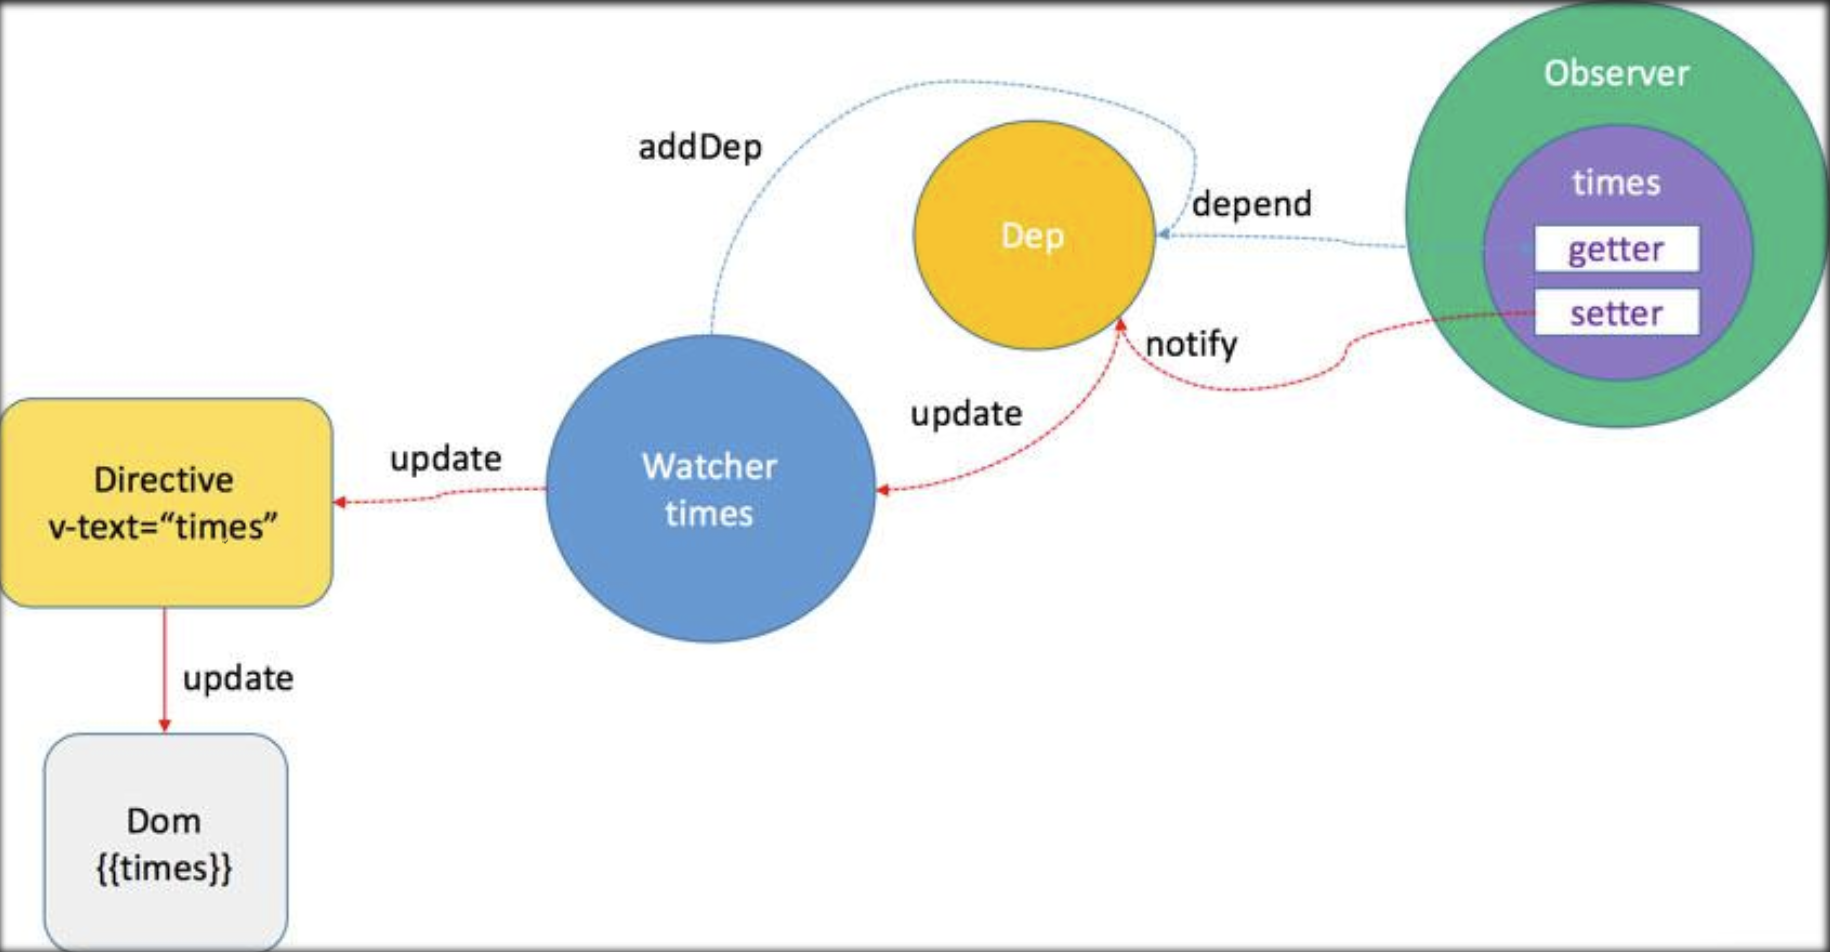 Observer
times
getter
setter
addDep
Dep
depend
notify
update
Watcher
times
update
Directive
v-text=“times”
update
Dom
{{times}}